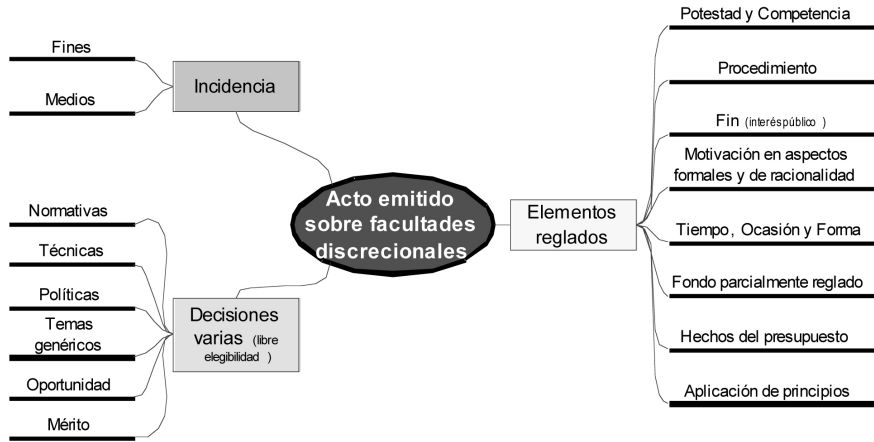 Fines
Medios
Incidencia
Normativas
Técnicas
Políticas
Temas
genéricos
Oportunidad
Mérito
Decisiones
varias (libre
elegibilidad )
Acto emitido
sobre facultades
discrecionales
Elementos
reglados
Potestad y Competencia
Procedimiento
Fin (interés público )
Motivación en aspectos
formales y de racionalidad
Tiempo, Ocasión y Forma
Fondo parcialmente reglado
Hechos del presupuesto
Aplicación de principios